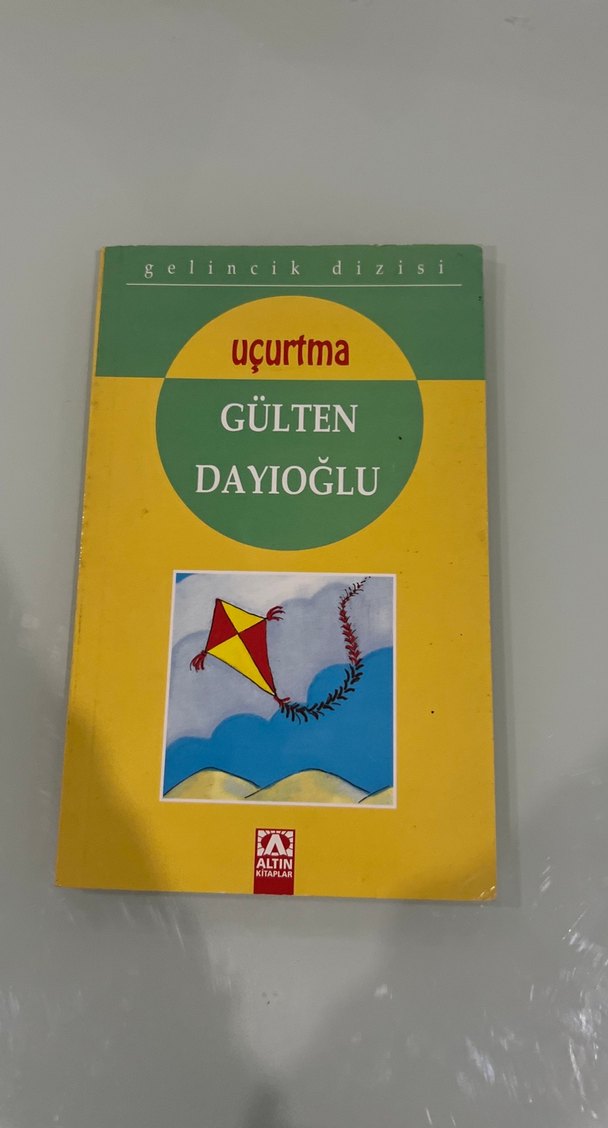 gelincik dizisi
uçurtma
GÜLTEN
DAYIOĞLU
ALTIN
KİTAPLAR